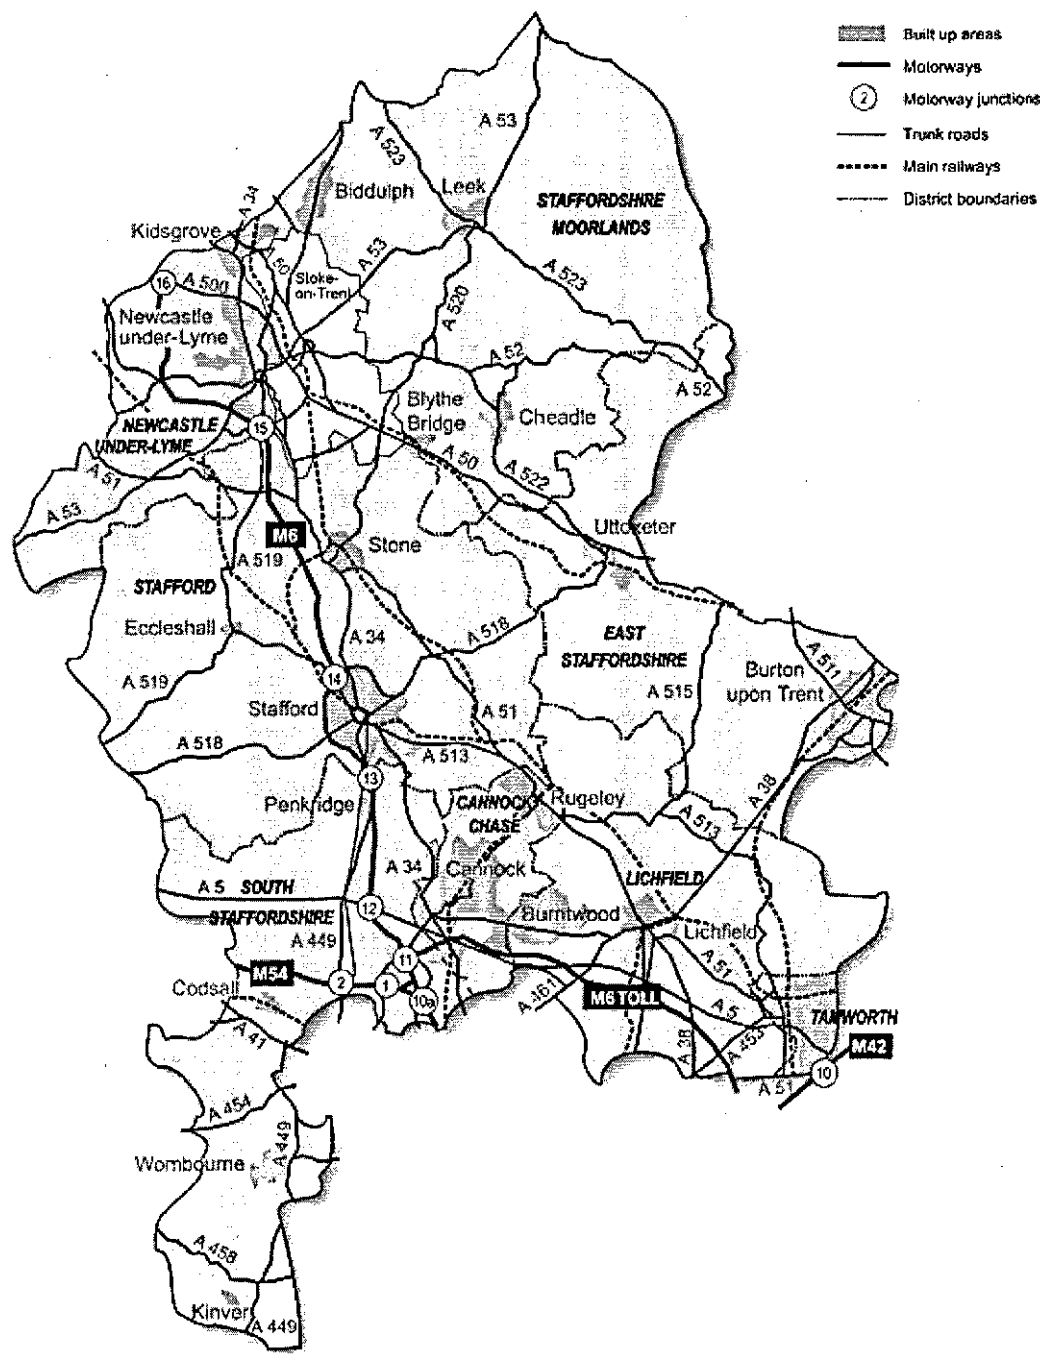 Built up areas
Motorways
2
Motorway junctions
Trunk roads
Main railways
District boundaries
A 53
A 523
A 34
Biddulph
Leek
STAFFORDSHIRE
MOORLANDS
Kidsgrove
A 50
A 53
Stoke-
on-Trent
A 523
16
A 500
A 520
Newcastle
under-Lyme
A 52
A 52
Blythe
Bridge
Cheadle
NEWCASTLE
UNDER-LYME
15
A 51
A 50
A 522
A 53
M6
Uttoxeter
Stone
A 519
STAFFORD
Eccleshall
A 34
A 518
EAST
STAFFORDSHIRE
A 511
A 519
14
A 515
Burton
upon Trent
Stafford
A 51
A 518
A 513
13
Penkridge
CANNOCK
CHASE
Rugeley
A 38
A 513
A 34
Cannock
A 5
SOUTH
STAFFORDSHIRE
LICHFIELD
12
Burntwood
Lichfield
A 449
11
A 51
M54
2
1
10a
Codsall
A 461
M6 TOLL
A 5
TAMWORTH
A 41
A 38
A 453
M42
10
A 51
A 454
A 449
Wombourne
A 458
Kinver
A 449